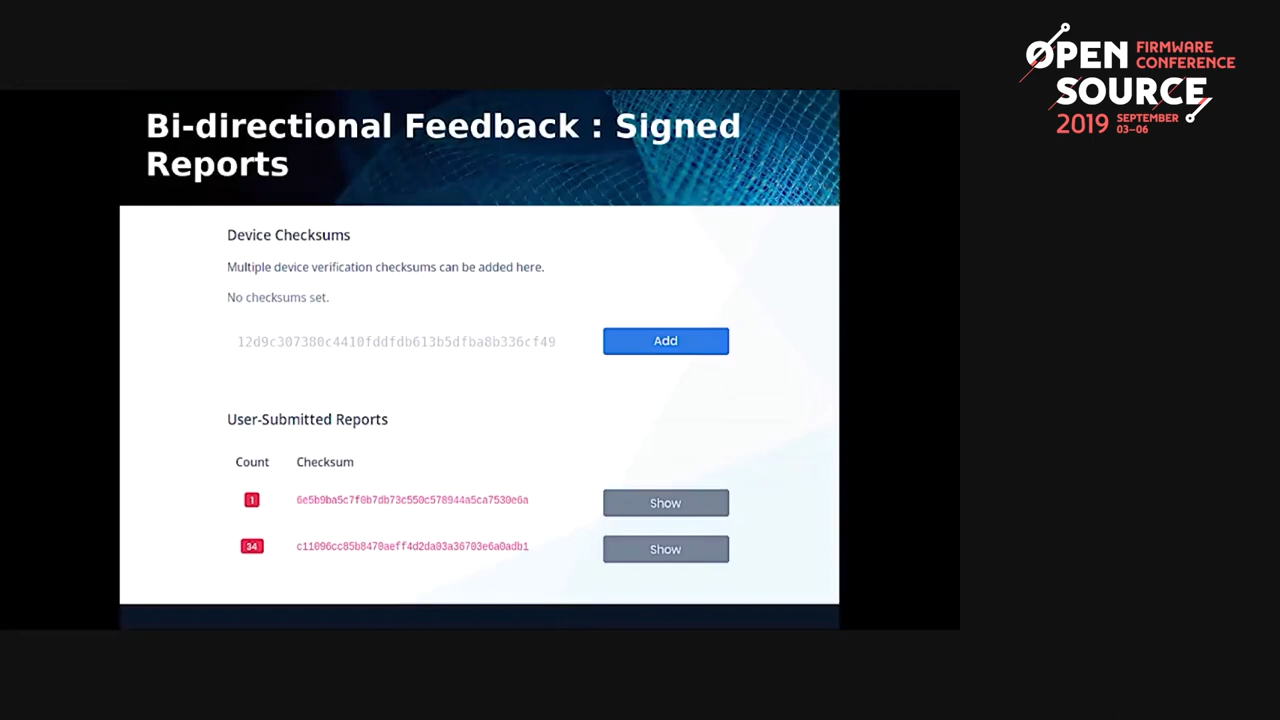 OPEN FIRMWARE
CONFERENCE
SOURCE
2019 SEPTEMBER
03–06
Bi-directional Feedback : Signed
Reports
Device Checksums
Multiple device verification checksums can be added here.
No checksums set.
12d9c307380c4410fddfdb613b5dfba8b336cf49
Add
User-Submitted Reports
Count Checksum
1 6e5b9ba5c7f0b7db73c550c578944a5ca7530e6a Show
34 c11096cc85b8470aeff4d2da03a36703e6a0adb1 Show